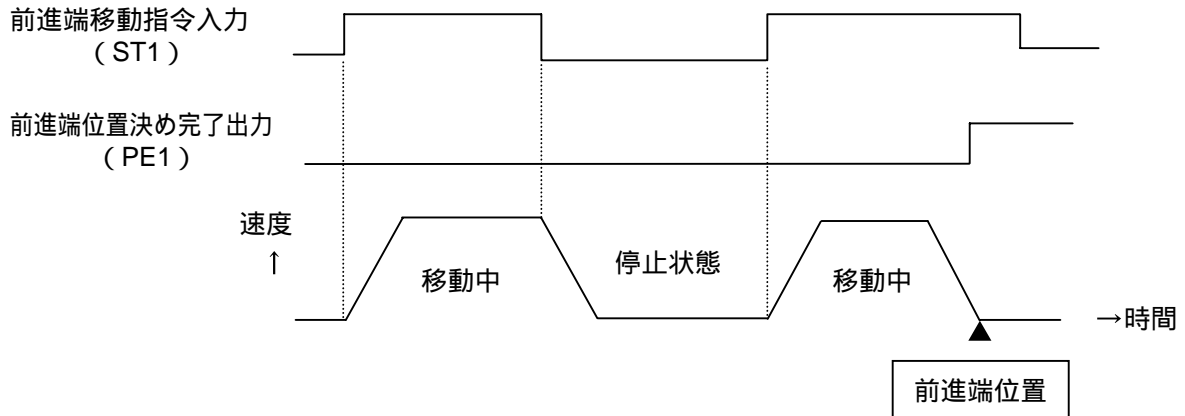 前進端移動指令入力
（ST1）
前進端位置決め完了出力
（PE1）
速度
↑
移動中
停止状態
移動中
→時間
前進端位置